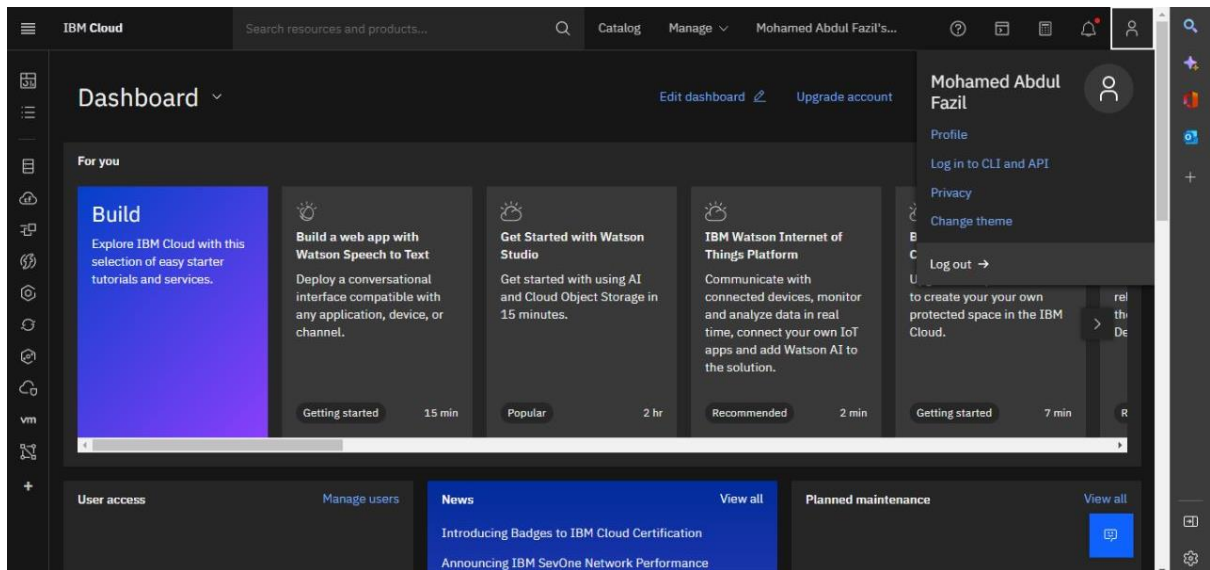 IBM Cloud
Search resources and products...
Catalog
Manage
Mohamed Abdul Fazil's...
Dashboard
Edit dashboard
Upgrade account
Mohamed Abdul
Fazil
Profile
Log in to CLI and API
Privacy
Change theme
Log out →
For you
Build
Explore IBM Cloud with this
selection of easy starter
tutorials and services.
Build a web app with
Watson Speech to Text
Deploy a conversational
interface compatible with
any application, device, or
channel.
Getting started
15 min
Get Started with Watson
Studio
Get started with using AI
and Cloud Object Storage in
15 minutes.
Popular
2 hr
IBM Watson Internet of
Things Platform
Communicate with
connected devices, monitor
and analyze data in real
time, connect your own IoT
apps and add Watson AI to
the solution.
Recommended
2 min
to create your your own
protected space in the IBM
Cloud.
Getting started
7 min
vm
User access
Manage users
News
View all
Introducing Badges to IBM Cloud Certification
Announcing IBM SevOne Network Performance
Planned maintenance
View all